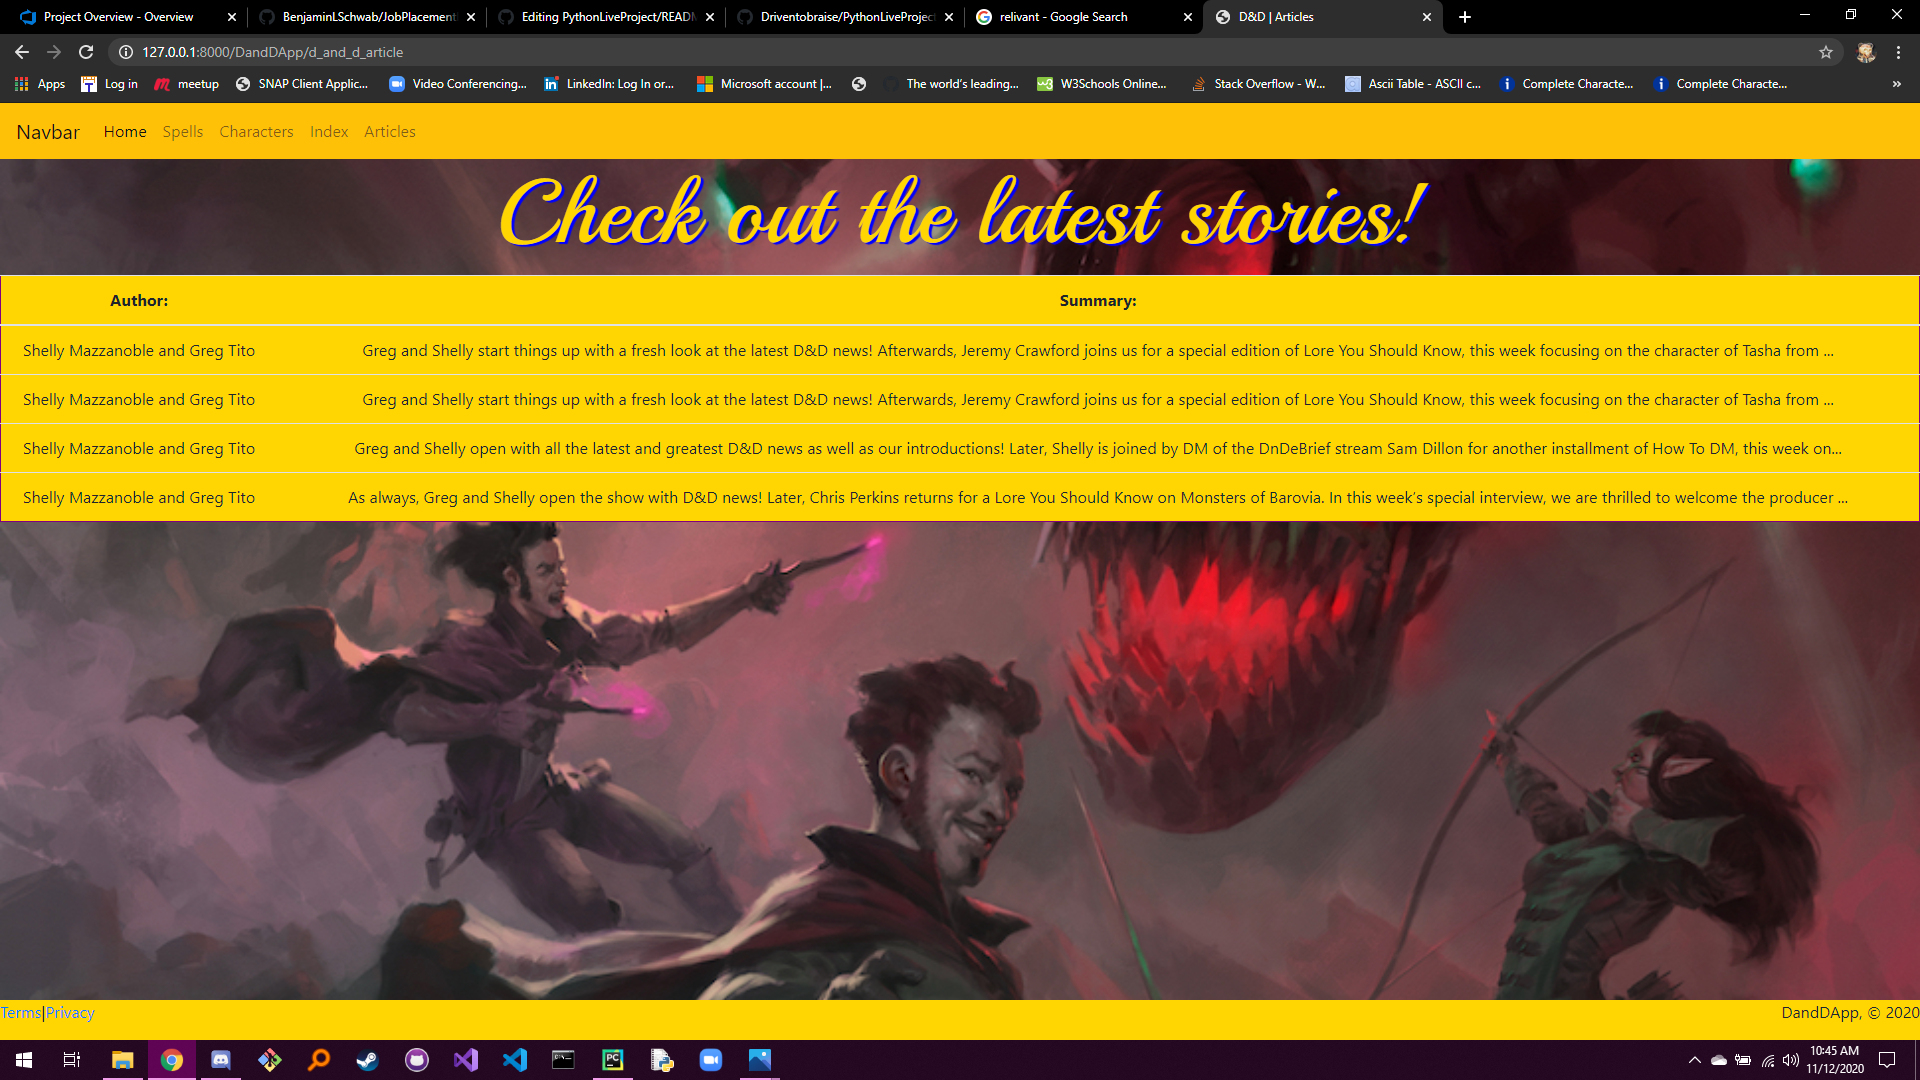 Project Overview - Overview
BenjaminLSchwab/JobPlacement
Editing PythonLiveProject/READM
Driventobraise/PythonLiveProject
relivant - Google Search
D&D | Articles
127.0.0.1:8000/DandDApp/d_and_d_article
Apps Log in meetup SNAP Client Applic... Video Conferencing... LinkedIn: Log In or... Microsoft account |... The world's leading... W3Schools Online... Stack Overflow - W... Ascii Table - ASCII c... Complete Characte... Complete Characte... »
Navbar Home Spells Characters Index Articles
Check out the latest stories!
Author: Summary:
Shelly Mazzanoble and Greg Tito Greg and Shelly start things up with a fresh look at the latest D&D news! Afterwards, Jeremy Crawford joins us for a special edition of Lore You Should Know, this week focusing on the character of Tasha from ...
Shelly Mazzanoble and Greg Tito Greg and Shelly start things up with a fresh look at the latest D&D news! Afterwards, Jeremy Crawford joins us for a special edition of Lore You Should Know, this week focusing on the character of Tasha from ...
Shelly Mazzanoble and Greg Tito Greg and Shelly open with all the latest and greatest D&D news as well as our introductions! Later, Shelly is joined by DM of the DnDeBrief stream Sam Dillon for another installment of How To DM, this week on...
Shelly Mazzanoble and Greg Tito As always, Greg and Shelly open the show with D&D news! Later, Chris Perkins returns for a Lore You Should Know on Monsters of Barovia. In this week's special interview, we are thrilled to welcome the producer ...
Terms|Privacy DandDApp, © 2020
10:45 AM
11/12/2020